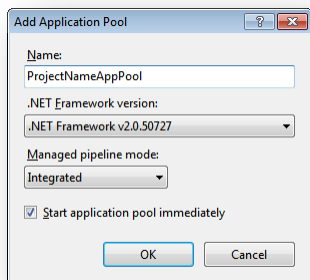 Add Application Pool
Name:
ProjectNameAppPool
.NET Framework version:
.NET Framework v2.0.50727
Managed pipeline mode:
Integrated
Start application pool immediately
OK Cancel